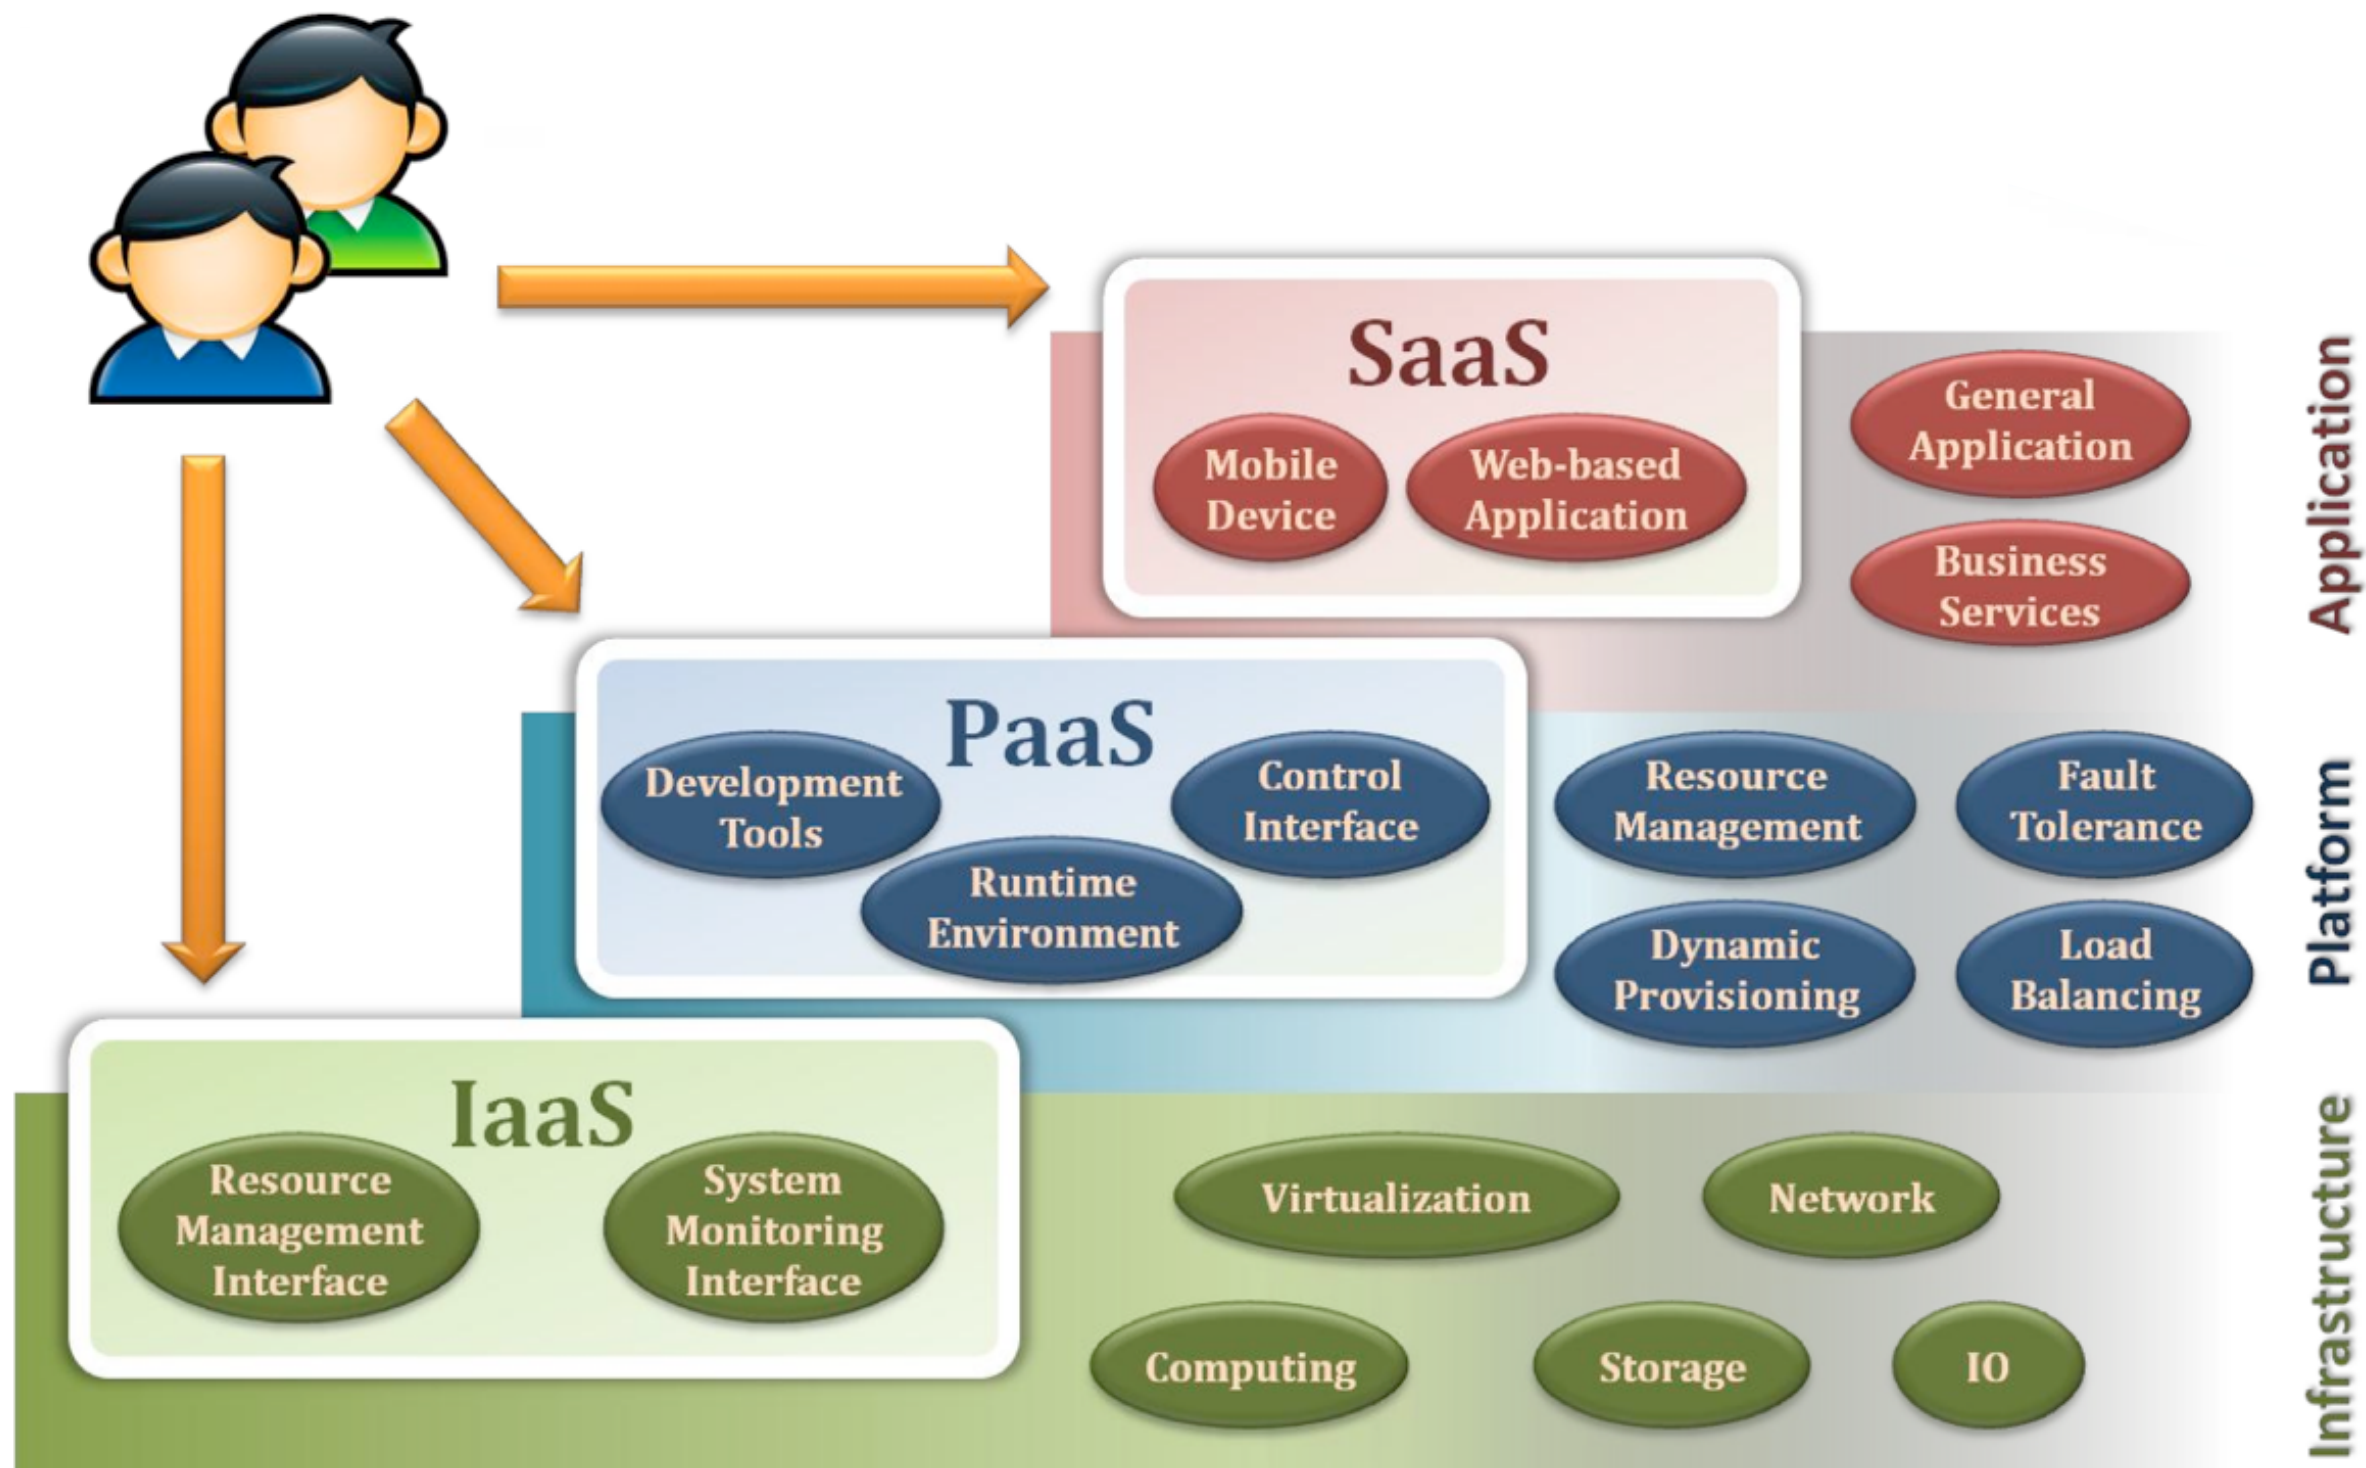 SaaS
Mobile
Device
Web-based
Application
General
Application
Business
Services
Application
PaaS
Development
Tools
Control
Interface
Runtime
Environment
Resource
Management
Fault
Tolerance
Dynamic
Provisioning
Load
Balancing
Platform
IaaS
Resource
Management
Interface
System
Monitoring
Interface
Virtualization
Network
Computing
Storage
IO
Infrastructure